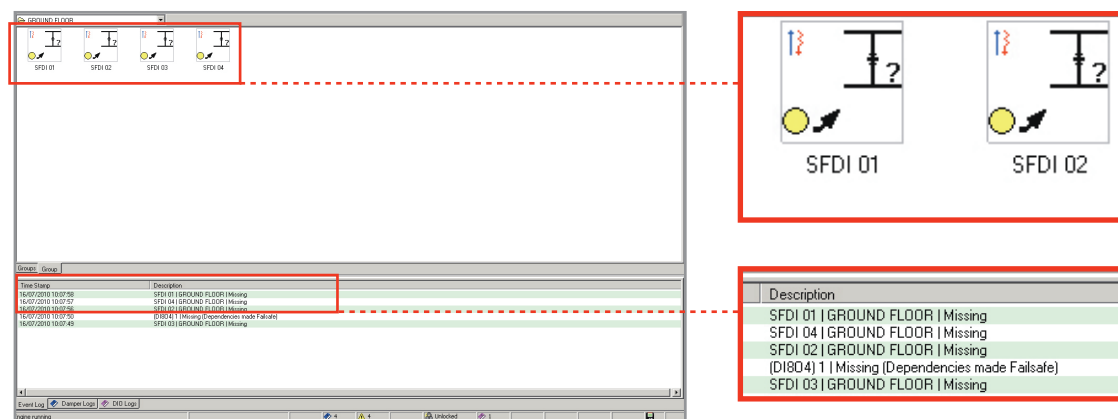 GROUND FLOOR
?
?
?
?
SFDI 01
SFDI 02
SFDI 03
SFDI 04
Groups Group
Time Stamp Description
16/07/2010 10:07:58 SFDI 01 | GROUND FLOOR | Missing
16/07/2010 10:07:57 SFDI 04 | GROUND FLOOR | Missing
16/07/2010 10:07:56 SFDI 02 | GROUND FLOOR | Missing
16/07/2010 10:07:50 (DI8O4) 1 | Missing (Dependencies made Failsafe)
16/07/2010 10:07:49 SFDI 03 | GROUND FLOOR | Missing
Event Log Damper Logs DIO Logs
running 4 4 Unlocked 1
?
?
SFDI 01
SFDI 02
Description
SFDI 01 | GROUND FLOOR | Missing
SFDI 04 | GROUND FLOOR | Missing
SFDI 02 | GROUND FLOOR | Missing
(DI8O4) 1 | Missing (Dependencies made Failsafe)
SFDI 03 | GROUND FLOOR | Missing